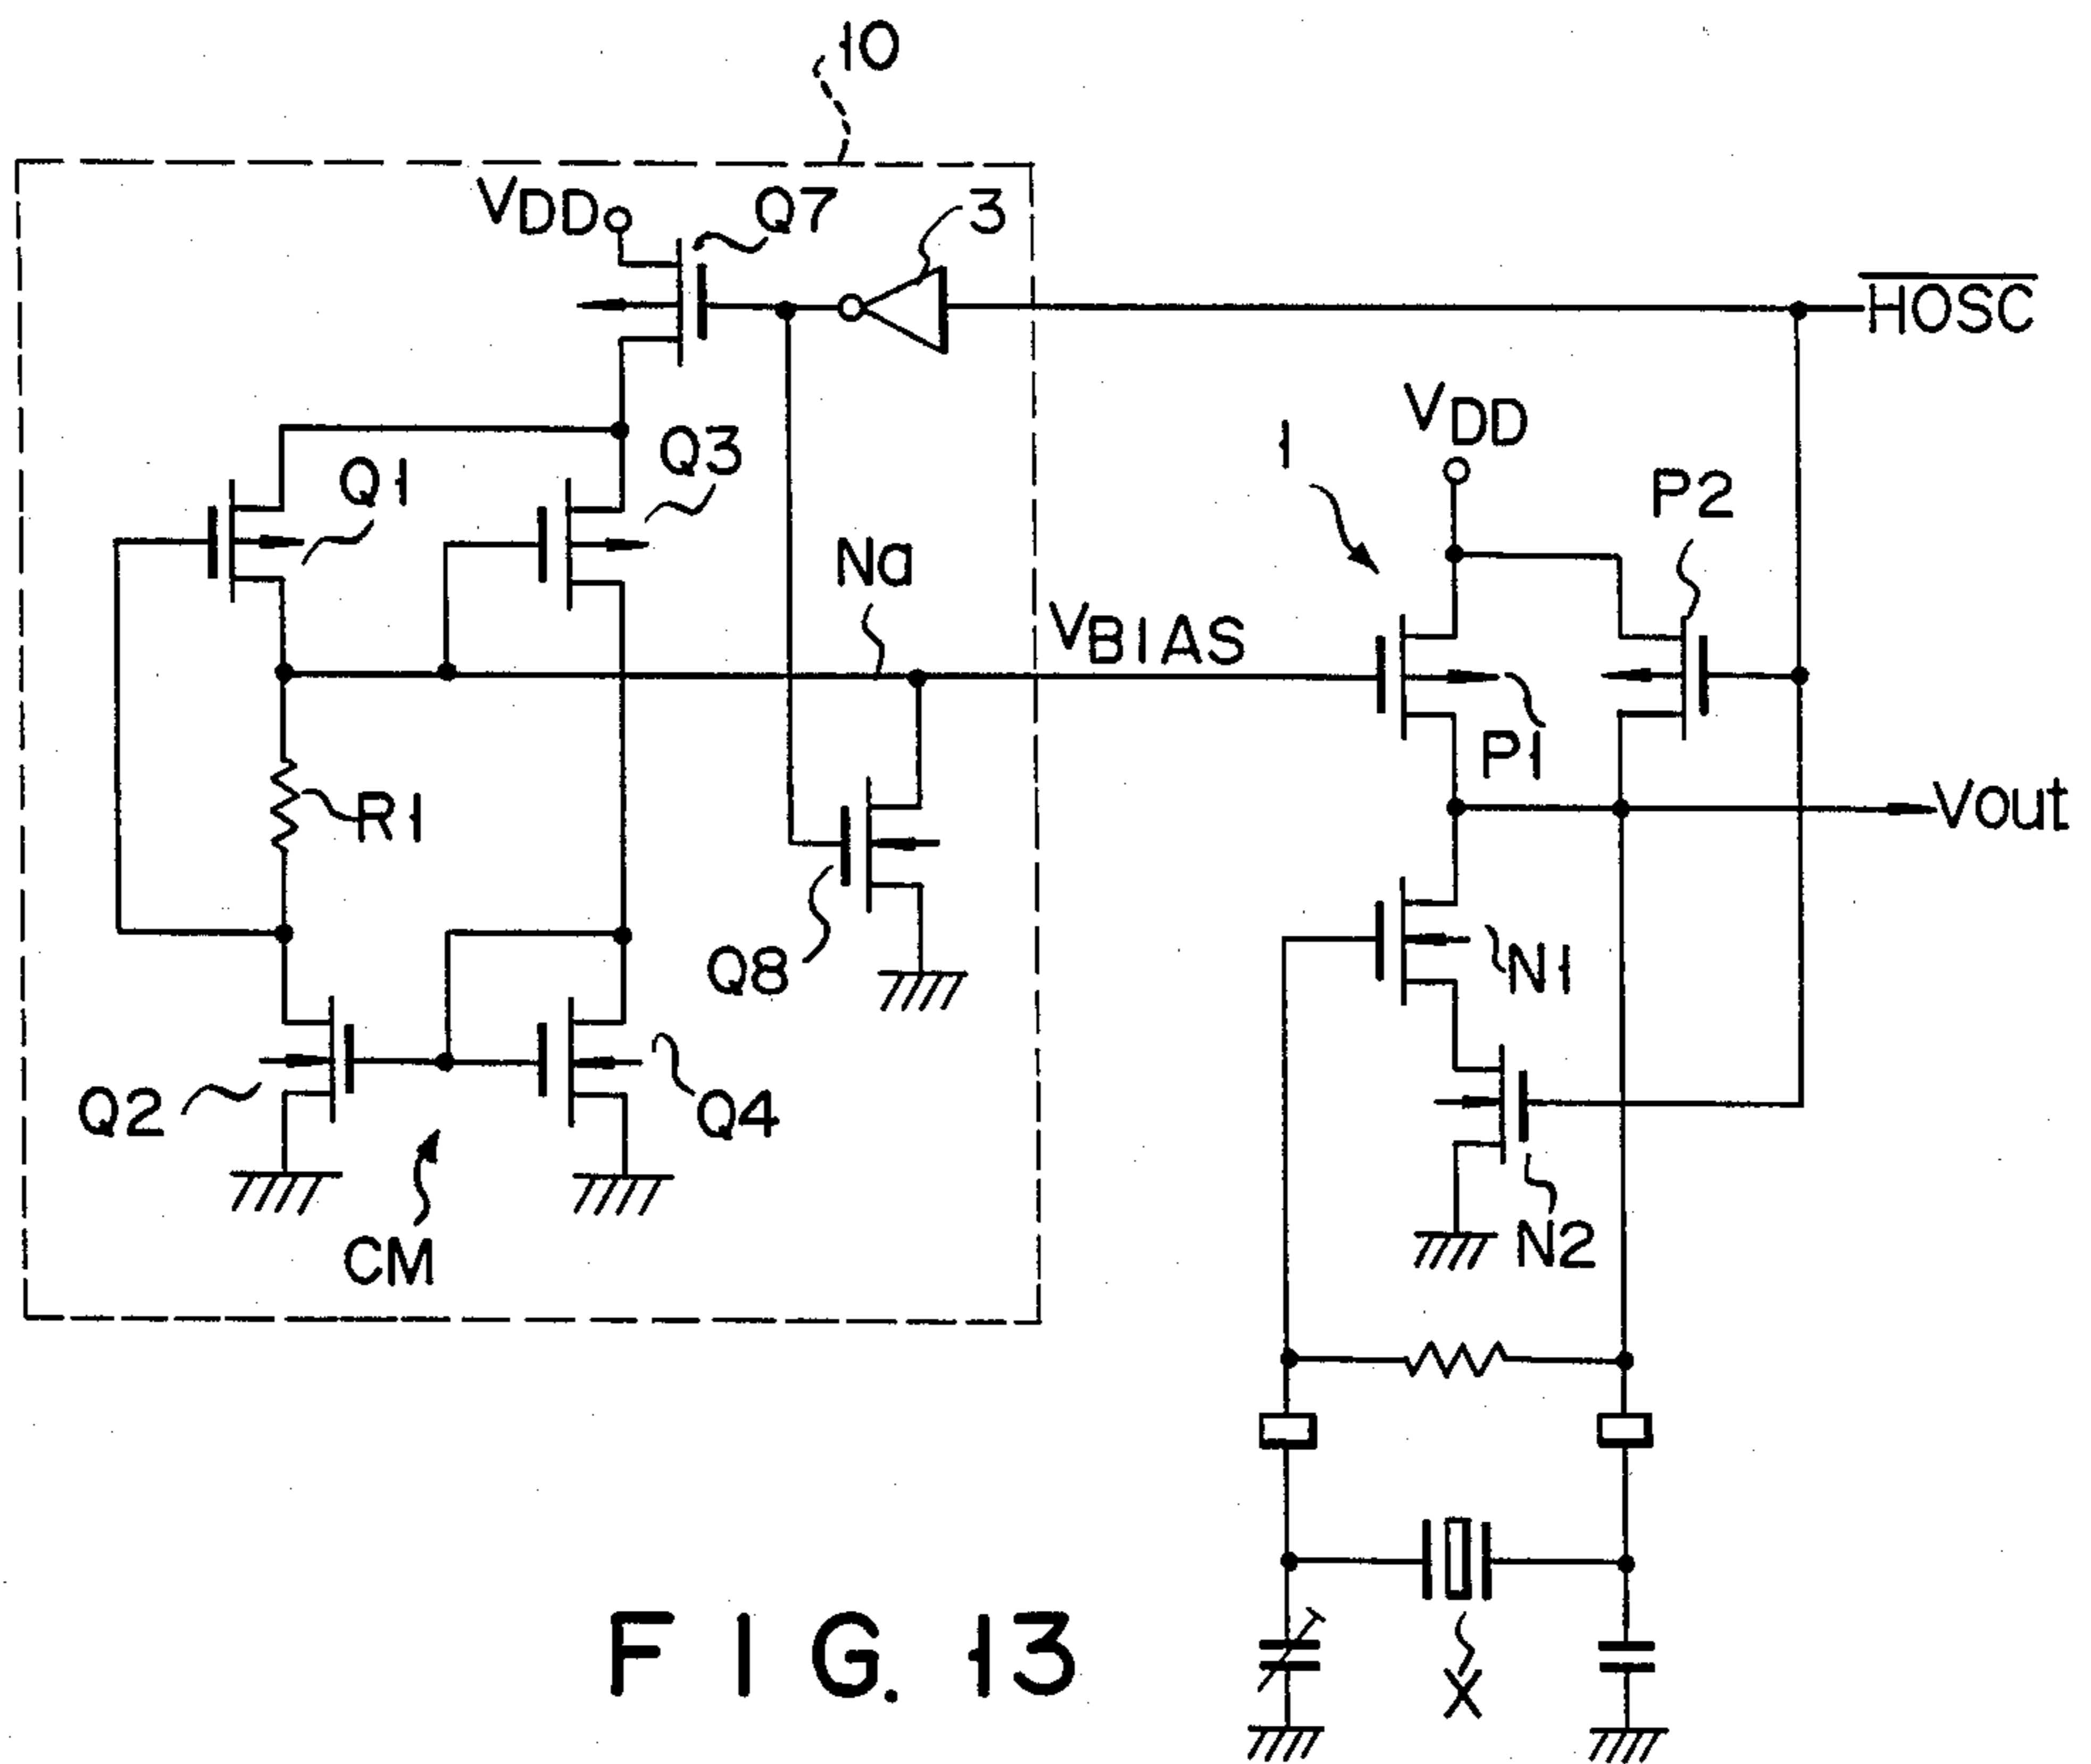 10
VDD
Q7
3
HOSC
Q1
Q3
1
VDD
P2
Na
VBIAS
P1
R1
Vout
Q8
N1
Q2
Q4
CM
N2
X
FIG. 13